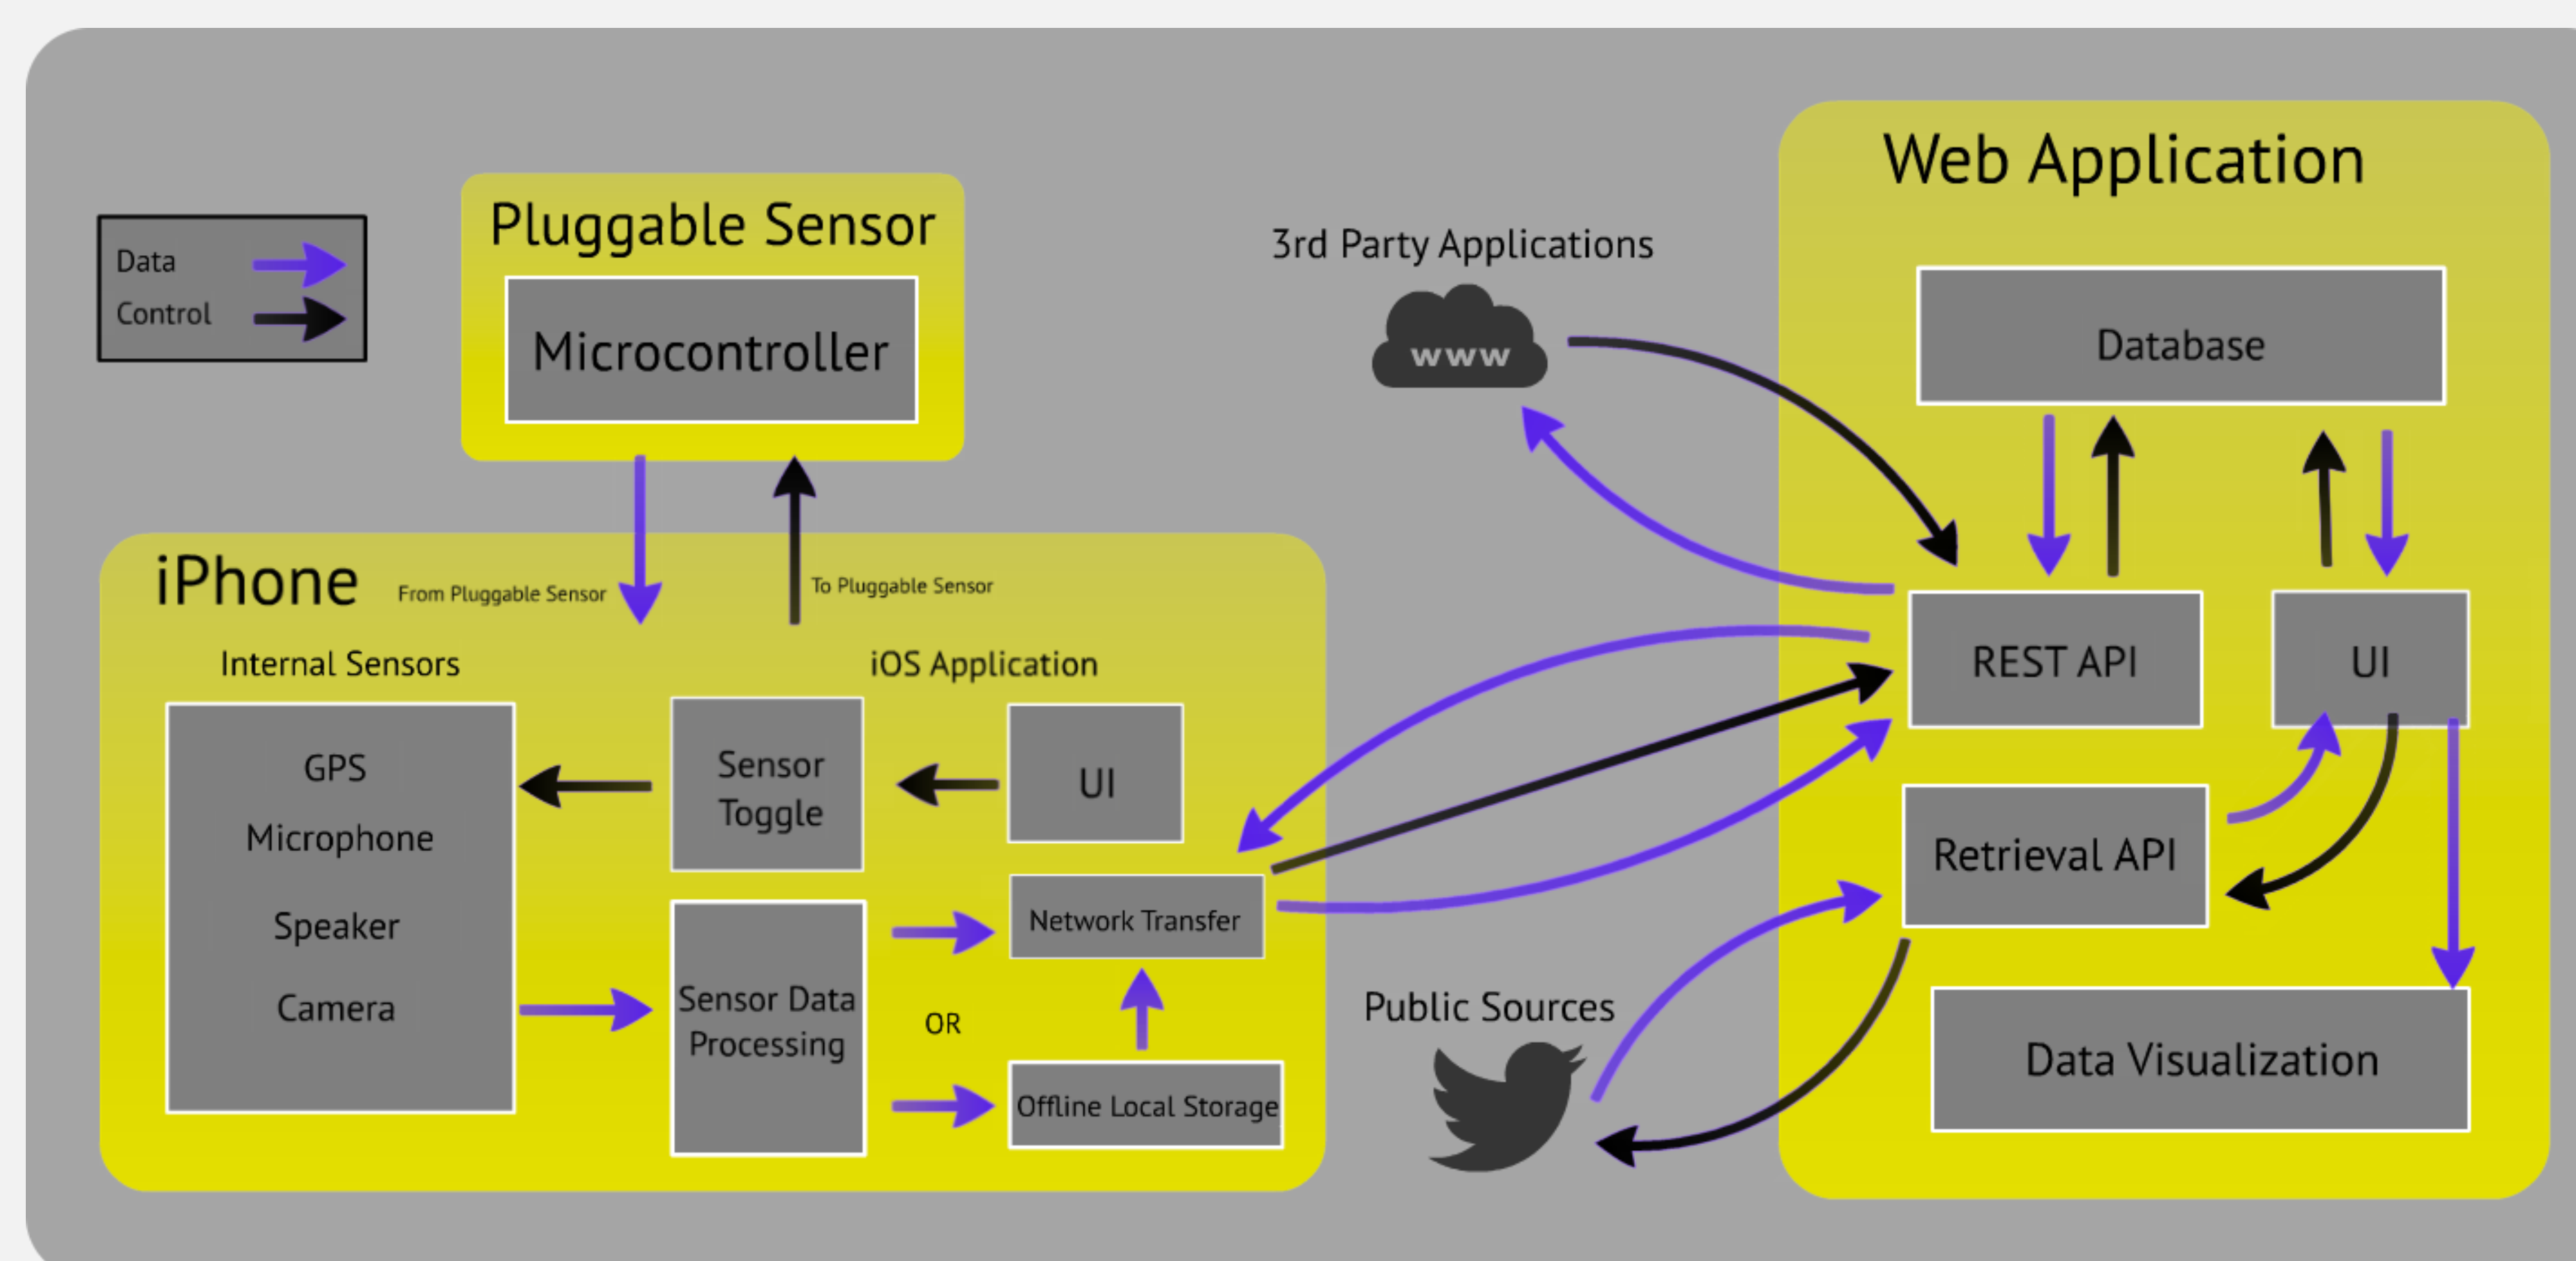 Data
Control
Pluggable Sensor
Microcontroller
iPhone
From Pluggable Sensor
To Pluggable Sensor
Internal Sensors
GPS
Microphone
Speaker
Camera
iOS Application
Sensor
Toggle
UI
Sensor Data
Processing
OR
Network Transfer
Offline Local Storage
3rd Party Applications
www
Public Sources
Web Application
Database
REST API
UI
Retrieval API
Data Visualization